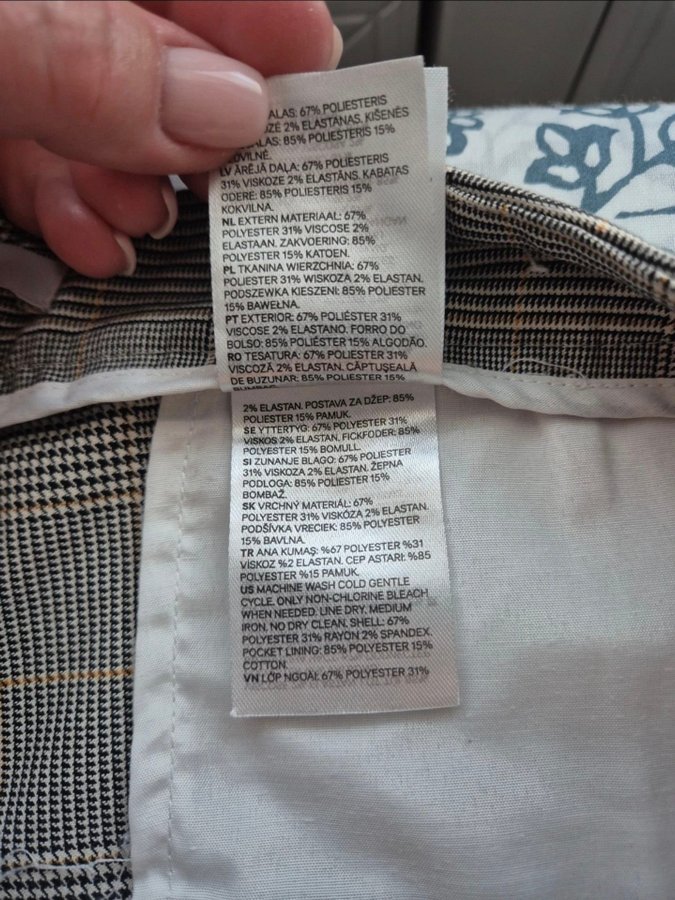 ALAS: 67% POLIESTERIS
2% ELASTANAS. KIŠENĖS
85% POLIESTERIS 15%
LV ĀRĒJĀ DAĻA: 67% POLIESTERIS
31% VISKOZE 2% ELASTĀNS. KABATAS
ODERE: 85% POLIESTERIS 15%
KOKVILNA.
NL EXTERN MATERIAAL: 67%
POLYESTER 31% VISCOSE 2%
ELASTAAN. ZAKVOERING: 85%
POLYESTER 15% KATOEN.
PL TKANINA WIERZCHNIA: 67%
POLIESTER 31% WISKOZA 2% ELASTAN.
PODSZEWKA KIESZENI: 85% POLIESTER
15% BAWEŁNA.
PT EXTERIOR: 67% POLIÉSTER 31%
VISCOSE 2% ELASTANO. FORRO DO
BOLSO: 85% POLIÉSTER 15% ALGODÃO.
RO TESATURA: 67% POLIESTER 31%
VISCOZĂ 2% ELASTAN. CĂPTUŞEALĂ
DE BUZUNAR: 85% POLIESTER 15%
BUMBAC.
2% ELASTAN. POSTAVA ZA DŽEP: 85%
POLIESTER 15% PAMUK.
SE YTTERTYG: 67% POLYESTER 31%
VISKOS 2% ELASTAN. FICKFODER: 85%
POLYESTER 15% BOMULL.
SI ZUNANJE BLAGO: 67% POLIESTER
31% VISKOZA 2% ELASTAN. ŽEPNA
PODLOGA: 85% POLIESTER 15%
BOMBAŽ.
SK VRCHNÝ MATERIÁL: 67%
POLYESTER 31% VISKÓZA 2% ELASTAN.
PODŠÍVKA VRECIEK: 85% POLYESTER
15% BAVLNA.
TR ANA KUMAŞ: %67 POLYESTER %31
VISKOZ %2 ELASTAN. CEP ASTARI: %85
POLYESTER %15 PAMUK.
US MACHINE WASH COLD GENTLE
CYCLE. ONLY NON-CHLORINE BLEACH
WHEN NEEDED. LINE DRY. MEDIUM
IRON. NO DRY CLEAN. SHELL: 67%
POLYESTER 31% RAYON 2% SPANDEX.
POCKET LINING: 85% POLYESTER 15%
COTTON.
VN LỚP NGOÀI: 67% POLYESTER 31%